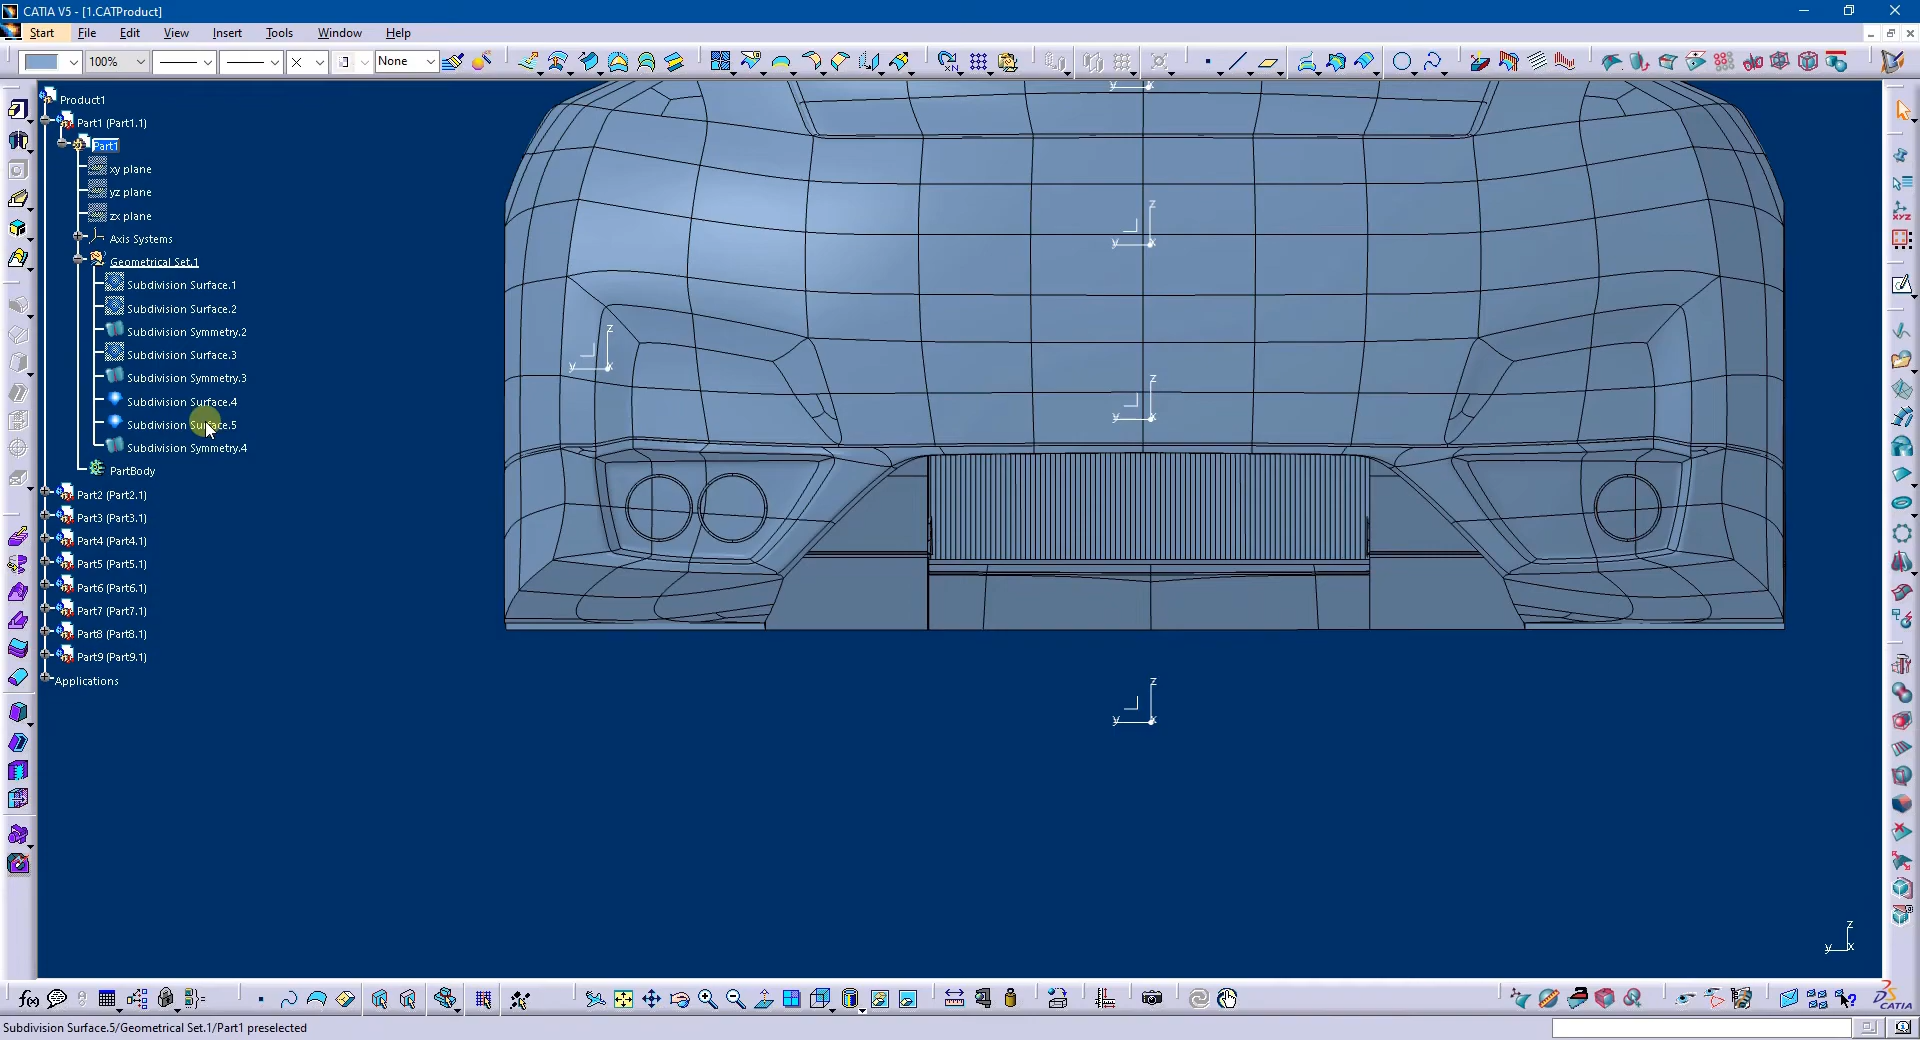 CATIA V5 - [1.CATProduct]
Start File Edit View Insert Tools Window Help
100% None
Product1
Part1 (Part1.1)
Part1
xy plane
yz plane
zx plane
Axis Systems
Geometrical Set.1
Subdivision Surface.1
Subdivision Surface.2
Subdivision Symmetry.2
Subdivision Surface.3
Subdivision Symmetry.3
Subdivision Surface.4
Subdivision Surface.5
Subdivision Symmetry.4
PartBody
Part2 (Part2.1)
Part3 (Part3.1)
Part4 (Part4.1)
Part5 (Part5.1)
Part6 (Part6.1)
Part7 (Part7.1)
Part8 (Part8.1)
Part9 (Part9.1)
Applications
y x
z
y x
z
y x
z
y x
z
y x
z
y x
f(x)
CATIA
Subdivision Surface.5/Geometrical Set.1/Part1 preselected